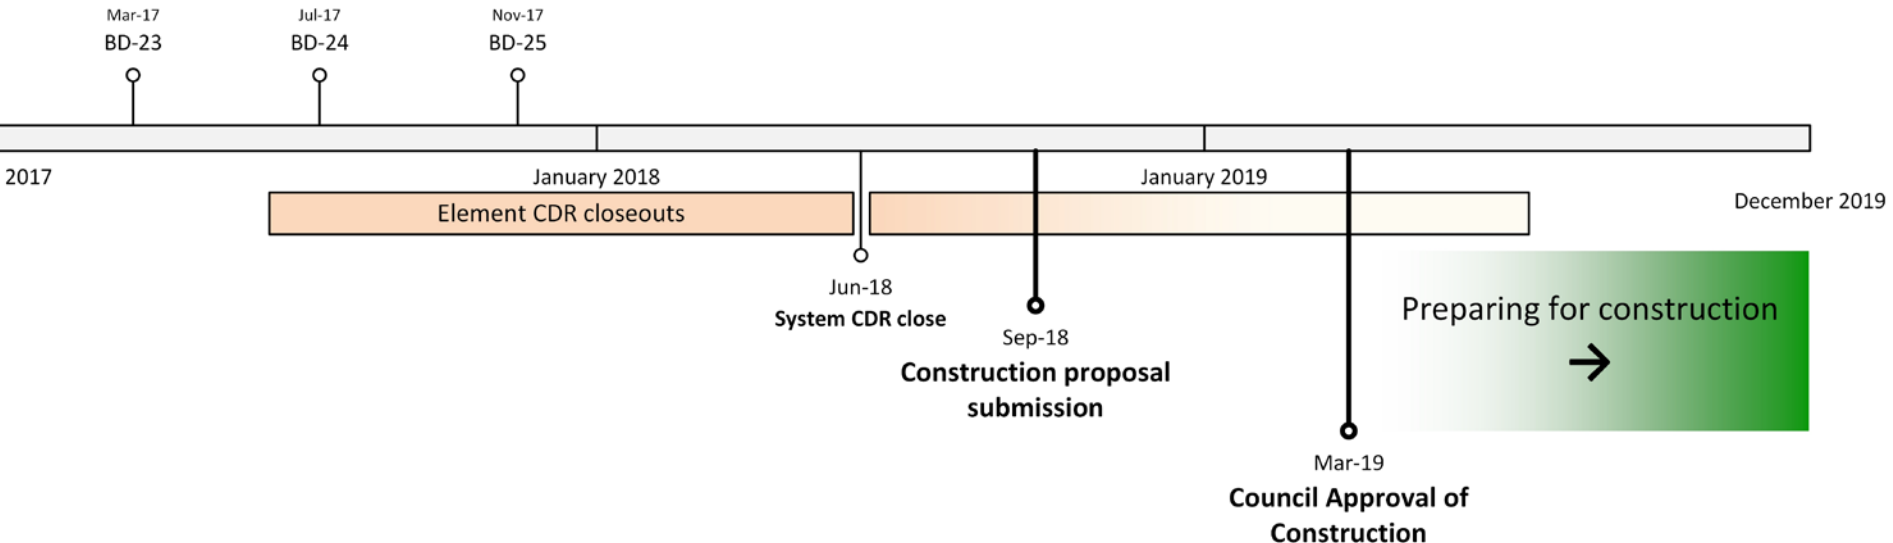 Mar-17
BD-23
Jul-17
BD-24
Nov-17
BD-25
2017
January 2018
January 2019
December 2019
Element CDR closeouts
Jun-18
System CDR close
Sep-18
Construction proposal
submission
Preparing for construction
→
Mar-19
Council Approval of
Construction